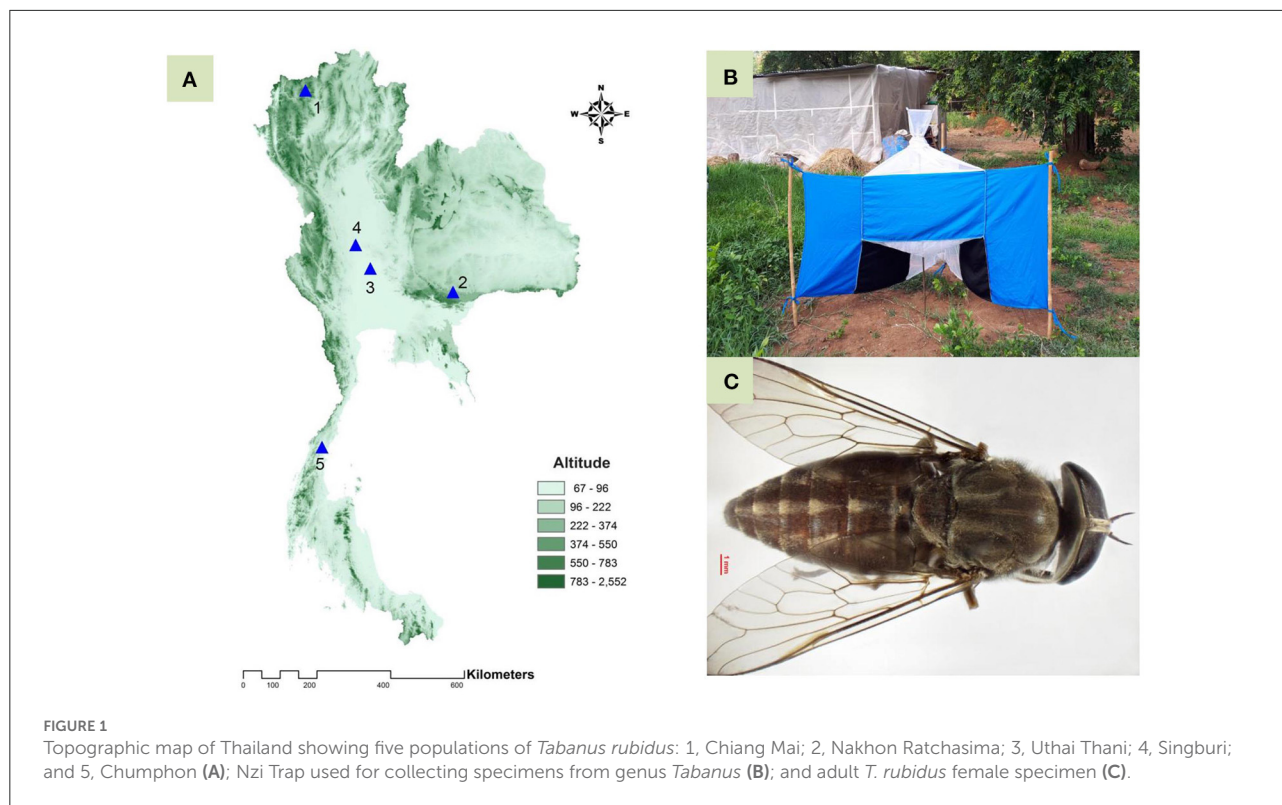 A
N
W
E
S
1
4
3
2
5
Altitude
67 - 96
96 - 222
222 - 374
374 - 550
550 - 783
783 - 2,552
Kilometers
0 100 200 400 600
B
C
1 mm
FIGURE 1
Topographic map of Thailand showing five populations of Tabanus rubidus: 1, Chiang Mai; 2, Nakhon Ratchasima; 3, Uthai Thani; 4, Singburi;
and 5, Chumphon (A); Nzi Trap used for collecting specimens from genus Tabanus (B); and adult T. rubidus female specimen (C).